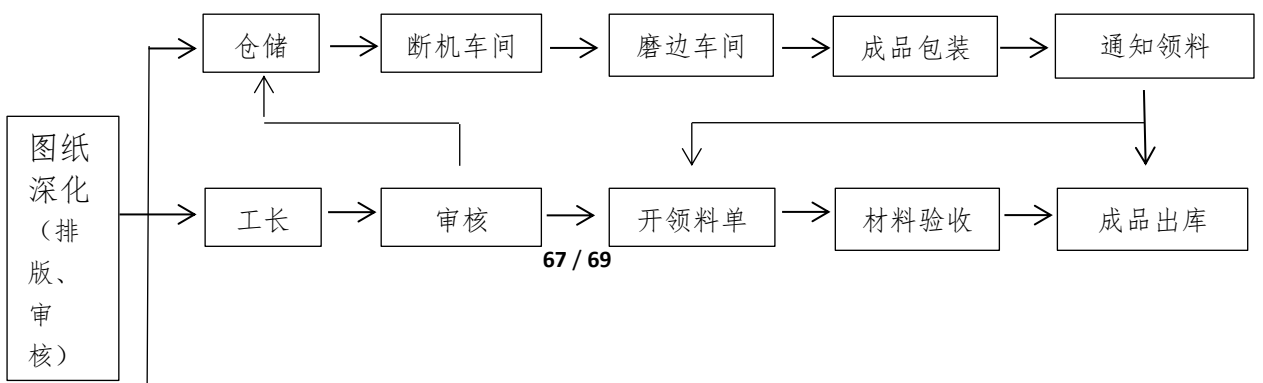 仓储
断机车间
磨边车间
成品包装
通知领料
图纸
深化
（排
版、
审
核）
工长
审核
开领料单
材料验收
成品出库
67 / 69